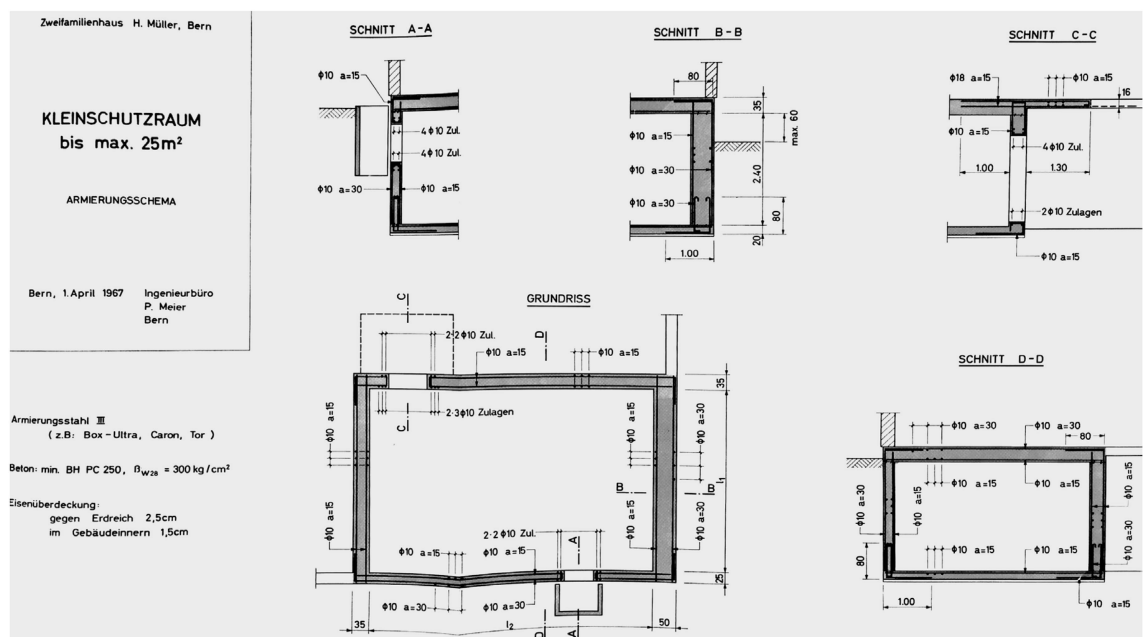 Zweifamilienhaus H. Müller, Bern
KLEINSCHUTZRAUM
bis max. 25m²
ARMIERUNGSSCHEMA
Bern, 1. April 1967 Ingenieurbüro
P. Meier
Bern
Armierungsstahl III
( z.B: Box-Ultra, Caron, Tor )
Beton: min. BH PC 250, βw28 = 300 kg/cm²
Eisenüberdeckung:
gegen Erdreich 2,5cm
im Gebäudeinnern 1,5cm
SCHNITT A-A
ϕ10 a=15
4ϕ10 Zul.
4ϕ10 Zul.
ϕ10 a=30
ϕ10 a=15
SCHNITT B-B
80
35
max. 60
ϕ10 a=15
ϕ10 a=30
2.40
ϕ10 a=30
80
20
1.00
SCHNITT C-C
ϕ18 a=15
ϕ10 a=15
16
ϕ10 a=15
4ϕ10 Zul.
1.00
1.30
2ϕ10 Zulagen
ϕ10 a=15
GRUNDRISS
C
D
2·2ϕ10 Zul.
ϕ10 a=15
ϕ10 a=15
35
2·3ϕ10 Zulagen
C
ϕ10 a=15
ϕ10 a=15
ϕ10 a=30
l1
B
B
ϕ10 a=15
ϕ10 a=15
ϕ10 a=30
2·2ϕ10 Zul.
A
ϕ10 a=15
ϕ10 a=15
25
ϕ10 a=30
ϕ10 a=30
35
l2
D
A
50
SCHNITT D-D
ϕ10 a=30
ϕ10 a=30
80
ϕ10 a=15
ϕ10 a=15
ϕ10 a=15
ϕ10 a=30
ϕ10 a=15
ϕ10 a=15
ϕ10 a=15
ϕ10 a=30
80
1.00
ϕ10 a=15